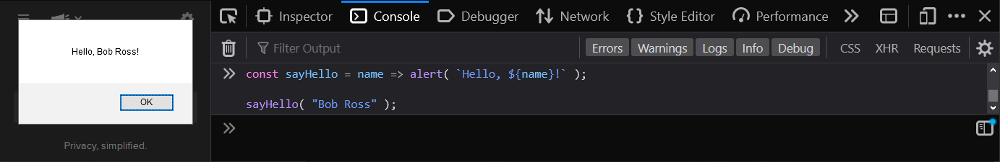 Hello, Bob Ross!
OK
Privacy, simplified.
Inspector Console Debugger Network Style Editor Performance
Filter Output Errors Warnings Logs Info Debug CSS XHR Requests
const sayHello = name => alert( `Hello, ${name}!` );
sayHello( "Bob Ross" );